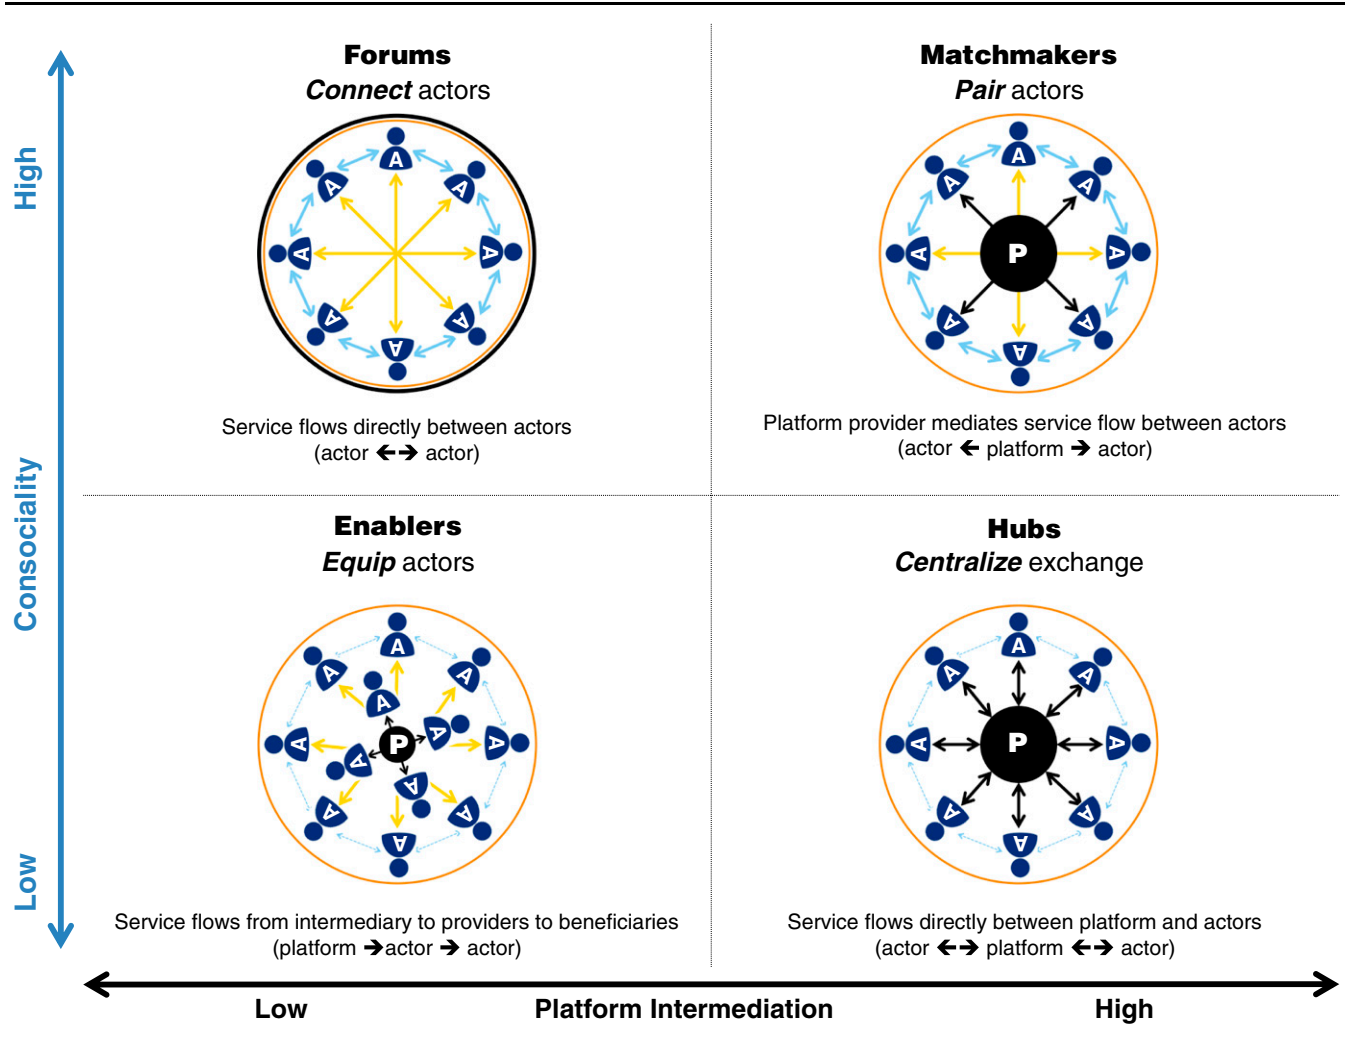 Forums
Connect actors
A
A
A
A
A
A
A
A
Service flows directly between actors
(actor ←→ actor)
Matchmakers
Pair actors
A
A
A
A
P
A
A
A
A
Platform provider mediates service flow between actors
(actor ← platform → actor)
Enablers
Equip actors
A
A
A
A
A
A
P
A
A
A
A
A
A
Service flows from intermediary to providers to beneficiaries
(platform →actor → actor)
Hubs
Centralize exchange
A
A
A
A
P
A
A
A
A
Service flows directly between platform and actors
(actor ←→ platform ←→ actor)
High
Consociality
Low
Low
Platform Intermediation
High